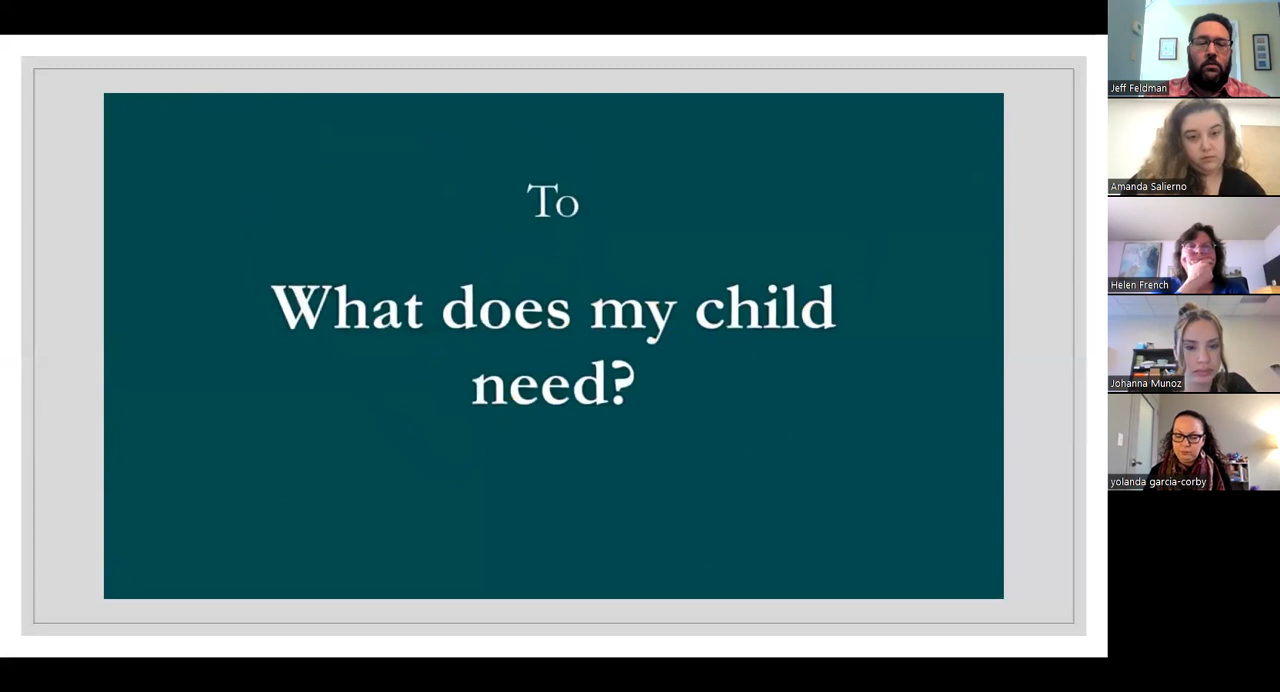 To
What does my child
need?
Jeff Feldman
Amanda Salierno
Helen French
Johanna Munoz
yolanda garcia-corby